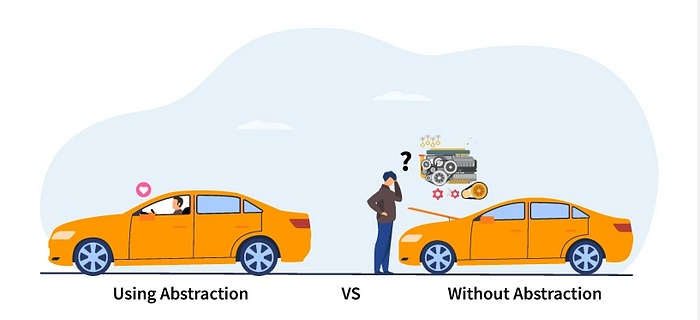 ?
Using Abstraction
VS
Without Abstraction